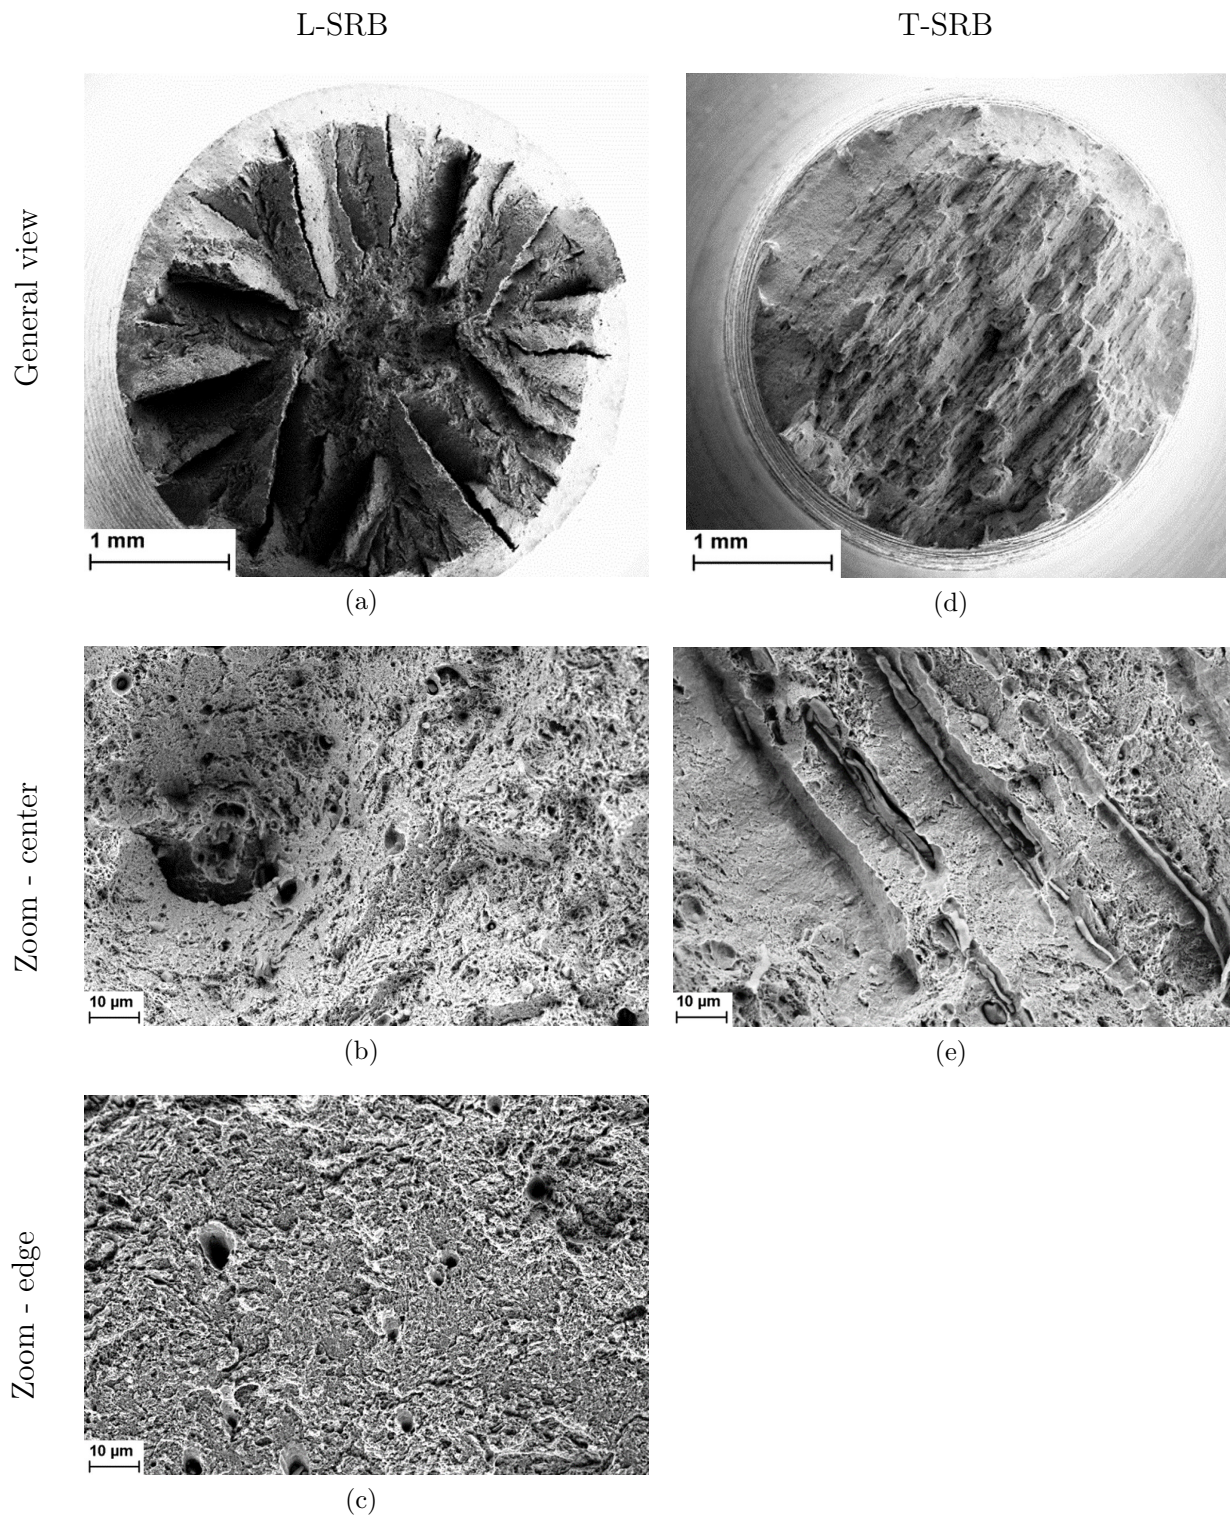 L-SRB
T-SRB
General view
1 mm
1 mm
(a)
(d)
Zoom - center
10 µm
10 µm
(b)
(e)
Zoom - edge
10 µm
(c)